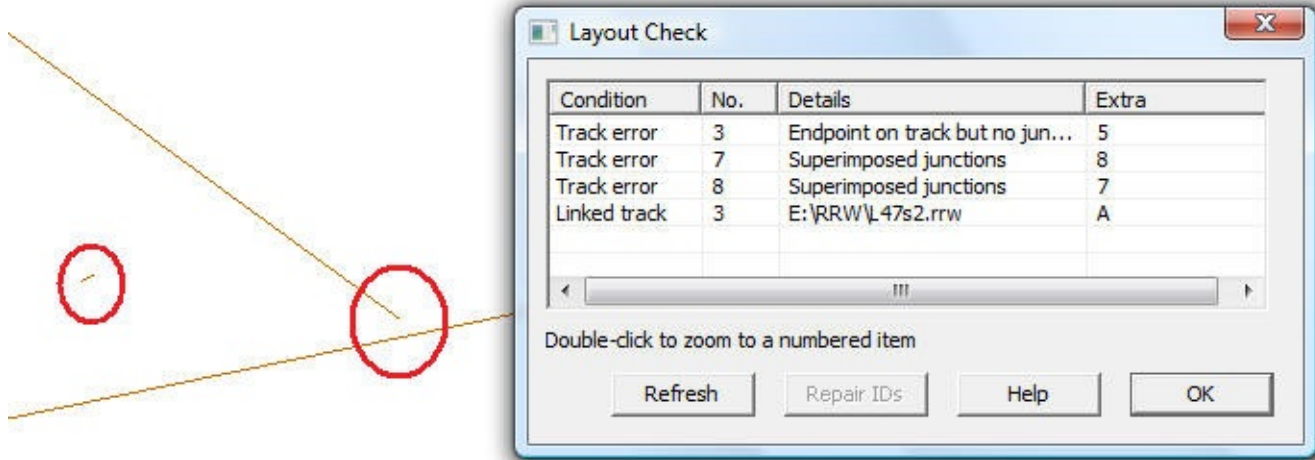 Layout Check
Condition No. Details Extra
Track error 3 Endpoint on track but no jun... 5
Track error 7 Superimposed junctions 8
Track error 8 Superimposed junctions 7
Linked track 3 E:\RRW\L47s2.rrw A
Double-click to zoom to a numbered item
Refresh Repair IDs Help OK